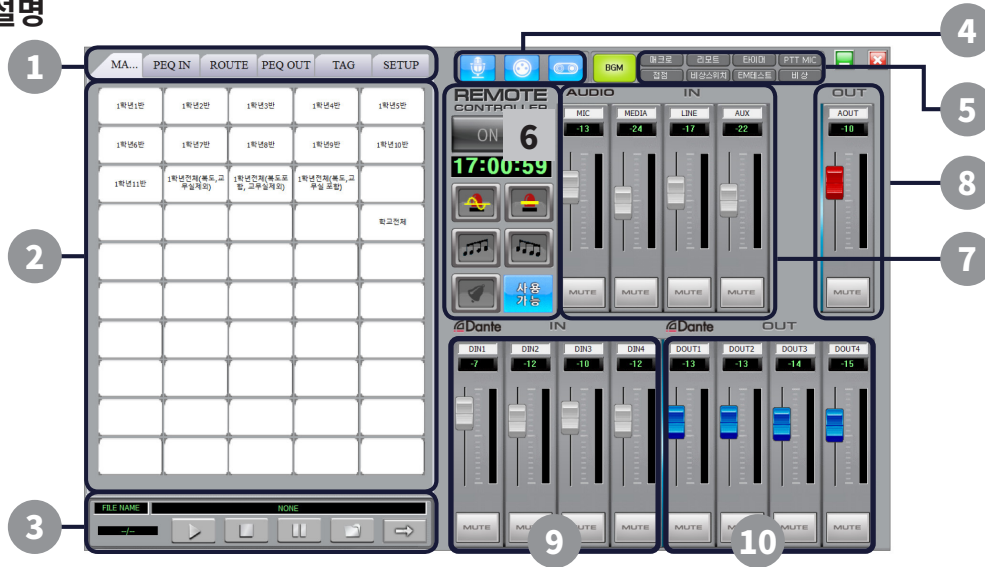 설명
1
MA... PEQ IN ROUTE PEQ OUT TAG SETUP
4
BGM
매크로 리모트 타이머 PTT MIC
접점 비상스위치 EM테스트 비상
5
2
1학년1반 1학년2반 1학년3반 1학년4반 1학년5반
1학년6반 1학년7반 1학년8반 1학년9반 1학년10반
1학년11반 1학년전체(복도,교무실제외) 1학년전체(복도포함, 교무실제외) 1학년전체(복도,교무실 포함)
학교전체
REMOTE
CONTROLLER
ON
6
17:00:59
사용
가능
AUDIO IN
MIC MEDIA LINE AUX
-13 -24 -17 -22
MUTE MUTE MUTE MUTE
7
OUT
AOUT
-10
MUTE
8
3
FILE NAME NONE
--/--
Dante IN
DIN1 DIN2 DIN3 DIN4
-7 -12 -10 -12
MUTE MUTE MUTE MUTE
9
Dante OUT
DOUT1 DOUT2 DOUT3 DOUT4
-13 -13 -14 -15
MUTE MUTE MUTE MUTE
10